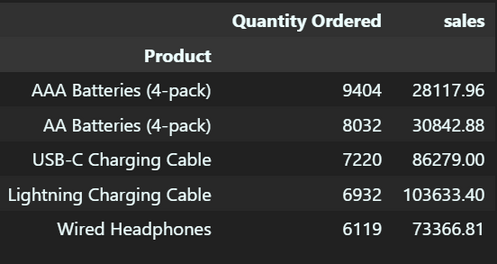 Quantity Ordered sales
Product
AAA Batteries (4-pack) 9404 28117.96
AA Batteries (4-pack) 8032 30842.88
USB-C Charging Cable 7220 86279.00
Lightning Charging Cable 6932 103633.40
Wired Headphones 6119 73366.81